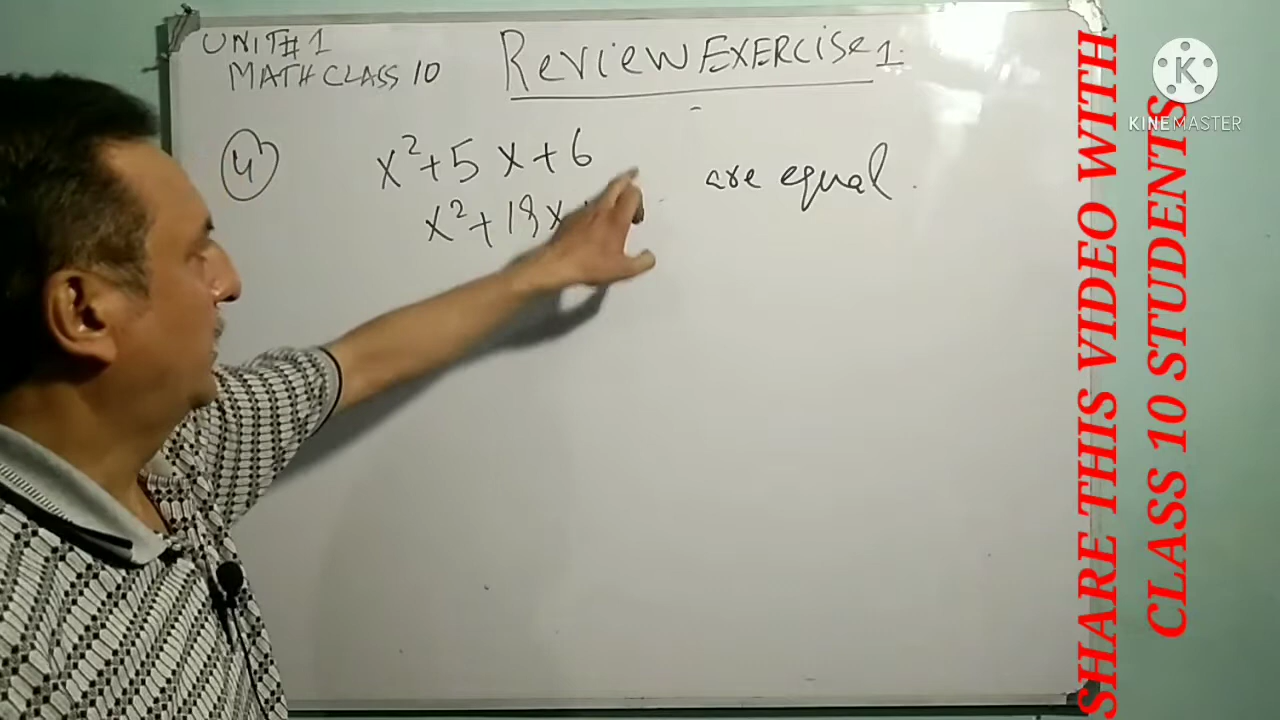 UNIT# 1
MATH CLASS 10
Review EXERCISE 1.
4
x²+5x+6
x²+19x+
are equal.
SHARE THIS VIDEO WITH
CLASS 10 STUDENTS
KINEMASTER